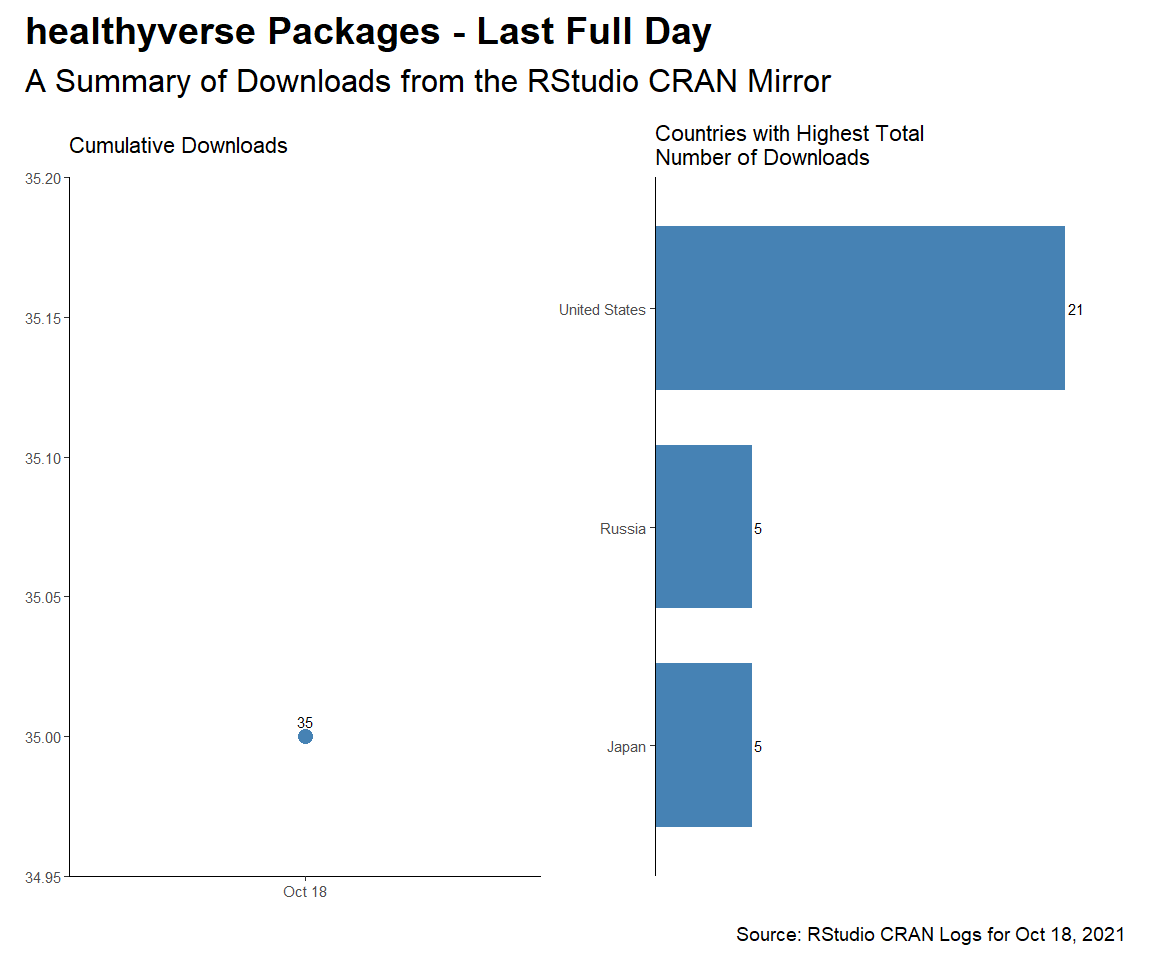 healthyverse Packages - Last Full Day
A Summary of Downloads from the RStudio CRAN Mirror
Cumulative Downloads
35.20
35.15
35.10
35.05
35.00
34.95
35
Oct 18
Countries with Highest Total
Number of Downloads
United States
21
Russia
5
Japan
5
Source: RStudio CRAN Logs for Oct 18, 2021